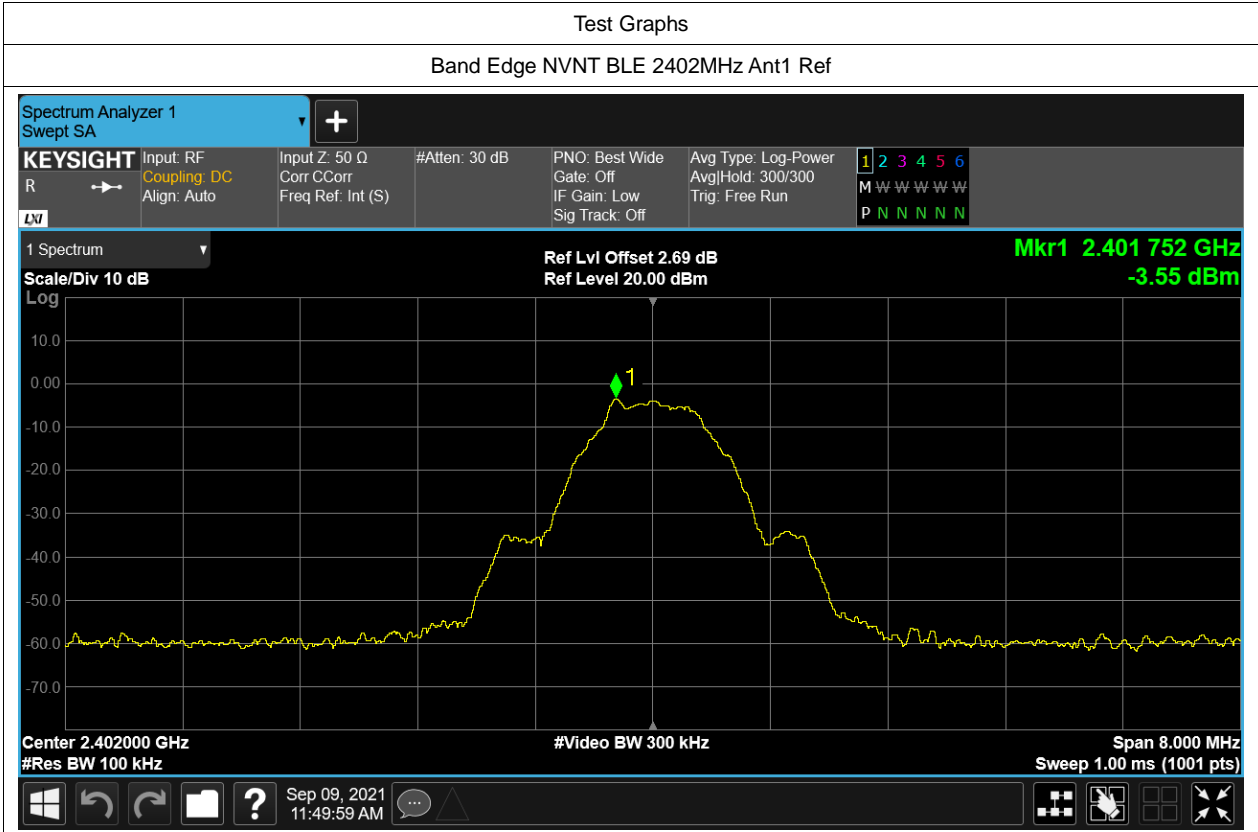 Test Graphs
Band Edge NVNT BLE 2402MHz Ant1 Ref
Spectrum Analyzer 1
Swept SA
KEYSIGHT
R
LXI
Input: RF
Coupling: DC
Align: Auto
Input Z: 50 Ω
Corr CCorr
Freq Ref: Int (S)
#Atten: 30 dB
PNO: Best Wide
Gate: Off
IF Gain: Low
Sig Track: Off
Avg Type: Log-Power
Avg|Hold: 300/300
Trig: Free Run
1 2 3 4 5 6
M W W W W W
P N N N N N
1 Spectrum
Scale/Div 10 dB
Ref Lvl Offset 2.69 dB
Ref Level 20.00 dBm
Mkr1 2.401 752 GHz
-3.55 dBm
Log
10.0
0.00
-10.0
-20.0
-30.0
-40.0
-50.0
-60.0
-70.0
1
Center 2.402000 GHz
#Video BW 300 kHz
Span 8.000 MHz
#Res BW 100 kHz
Sweep 1.00 ms (1001 pts)
?
Sep 09, 2021
11:49:59 AM